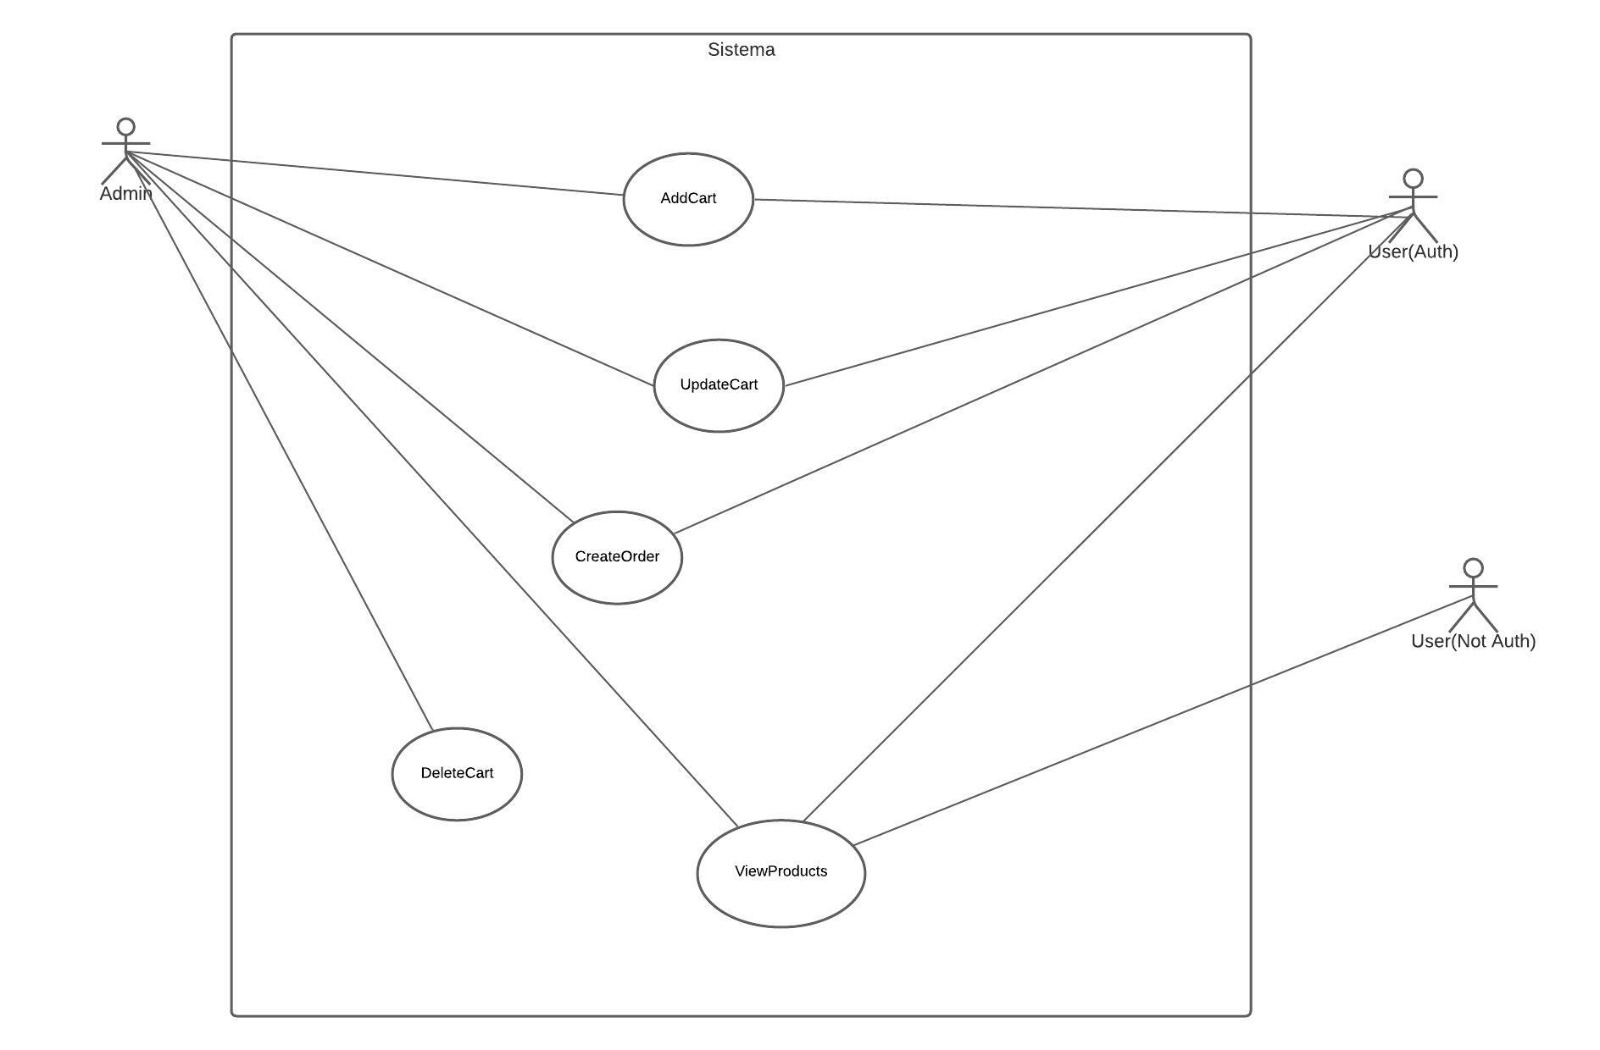 Sistema
Admin
AddCart
User(Auth)
UpdateCart
CreateOrder
User(Not Auth)
DeleteCart
ViewProducts